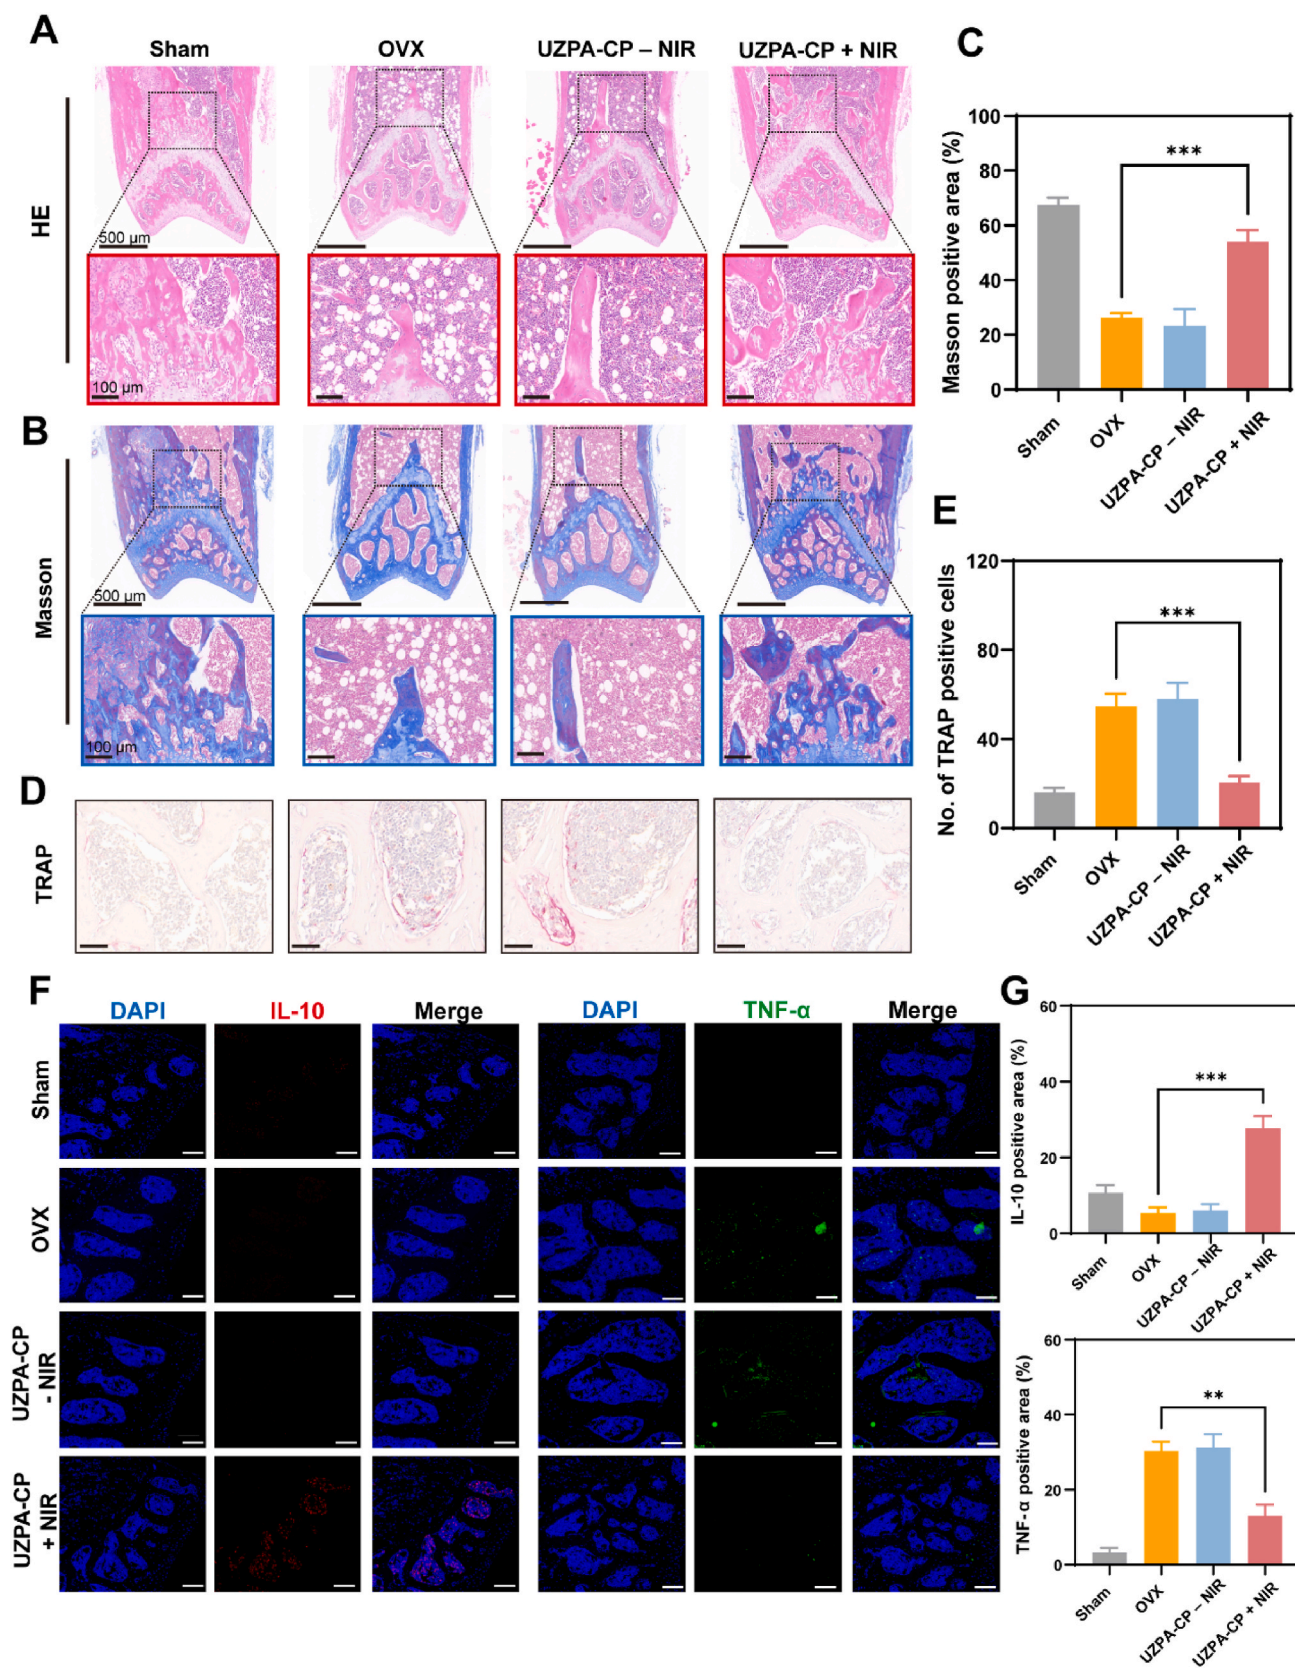 A
Sham
OVX
UZPA-CP – NIR
UZPA-CP + NIR
HE
500 μm
100 μm
B
Masson
500 μm
100 μm
C
Masson positive area (%)
100
80
60
40
20
0
Sham
OVX
UZPA-CP – NIR
UZPA-CP + NIR
***
D
TRAP
E
No. of TRAP positive cells
120
80
40
0
Sham
OVX
UZPA-CP – NIR
UZPA-CP + NIR
***
F
DAPI
IL-10
Merge
DAPI
TNF-α
Merge
Sham
OVX
UZPA-CP
- NIR
UZPA-CP
+ NIR
G
IL-10 positive area (%)
60
40
20
0
Sham
OVX
UZPA-CP – NIR
UZPA-CP + NIR
***
TNF-α positive area (%)
60
40
20
0
Sham
OVX
UZPA-CP – NIR
UZPA-CP + NIR
**